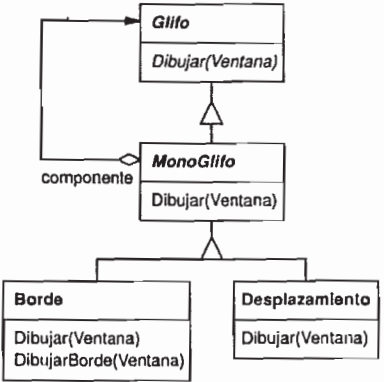 Glifo
Dibujar(Ventana)
MonoGlifo
componente
Dibujar(Ventana)
Borde
Dibujar(Ventana)
DibujarBorde(Ventana)
Desplazamiento
Dibujar(Ventana)